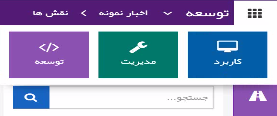 توسعه اخبار نمونه نقش ها
کاربرد مدیریت توسعه
جستجو...